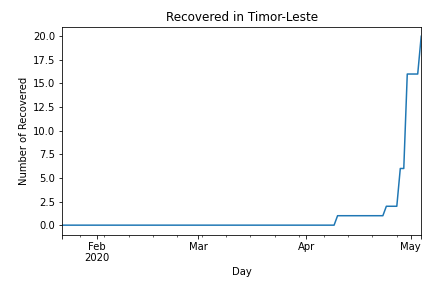 Recovered in Timor-Leste
20.0
17.5
15.0
12.5
10.0
7.5
5.0
2.5
0.0
Number of Recovered
Feb
2020
Mar
Apr
May
Day